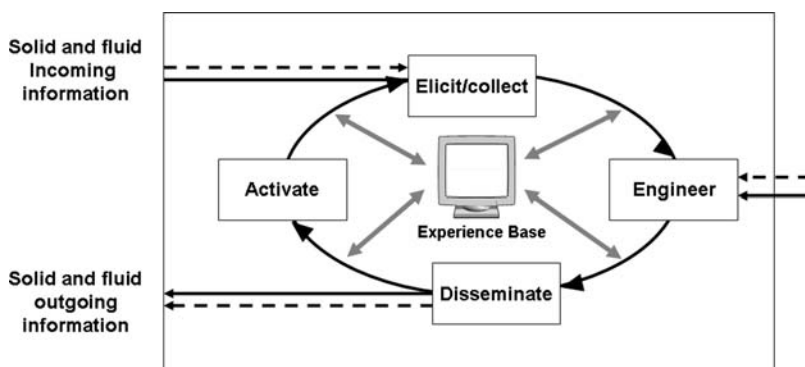 Solid and fluid
Incoming
information
Elicit/collect
Activate
Engineer
Experience Base
Solid and fluid
outgoing
information
Disseminate